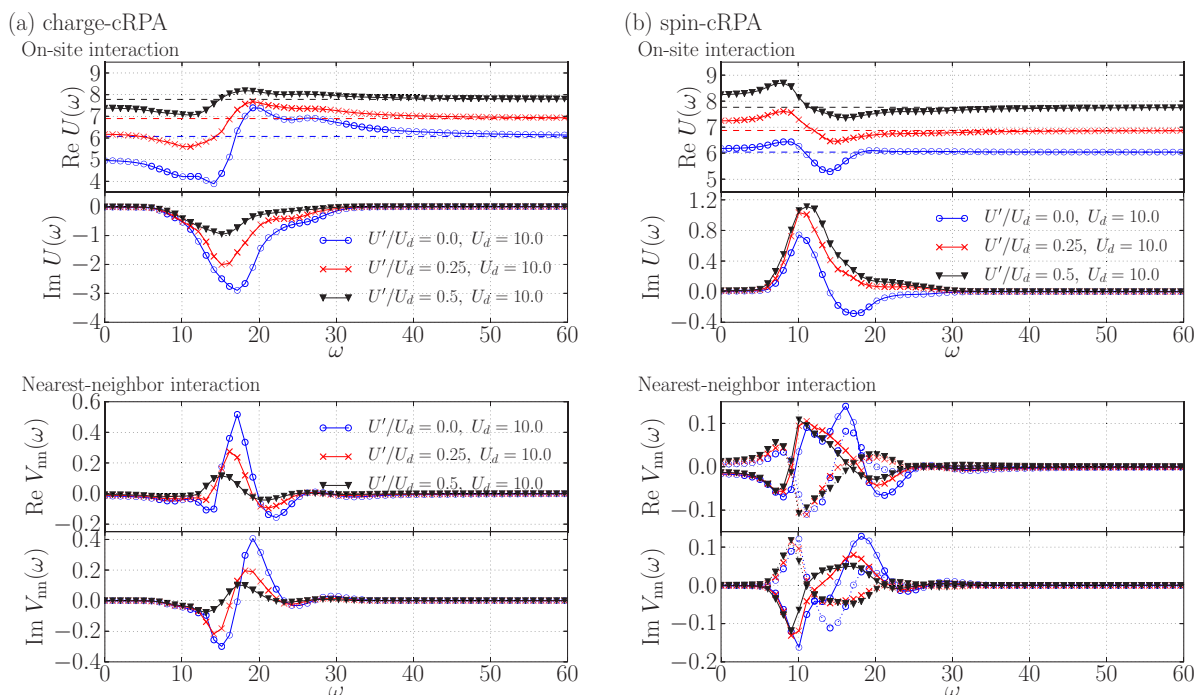 (a) charge-cRPA
On-site interaction
9
8
7
6
5
4
Re U(ω)
0
−1
−2
−3
−4
Im U(ω)
U′/U_d = 0.0, U_d = 10.0
U′/U_d = 0.25, U_d = 10.0
U′/U_d = 0.5, U_d = 10.0
0 10 20 30 40 50 60
ω
Nearest-neighbor interaction
0.6
0.4
0.2
0.0
−0.2
Re V_nn(ω)
U′/U_d = 0.0, U_d = 10.0
U′/U_d = 0.25, U_d = 10.0
U′/U_d = 0.5, U_d = 10.0
0.4
0.2
0.0
−0.2
−0.4
Im V_nn(ω)
0 10 20 30 40 50 60
ω
(b) spin-cRPA
On-site interaction
9
8
7
6
5
Re U(ω)
1.2
0.8
0.4
0.0
−0.4
Im U(ω)
U′/U_d = 0.0, U_d = 10.0
U′/U_d = 0.25, U_d = 10.0
U′/U_d = 0.5, U_d = 10.0
0 10 20 30 40 50 60
ω
Nearest-neighbor interaction
0.1
0.0
−0.1
Re V_nn(ω)
0.1
0.0
−0.1
−0.2
Im V_nn(ω)
0 10 20 30 40 50 60
ω